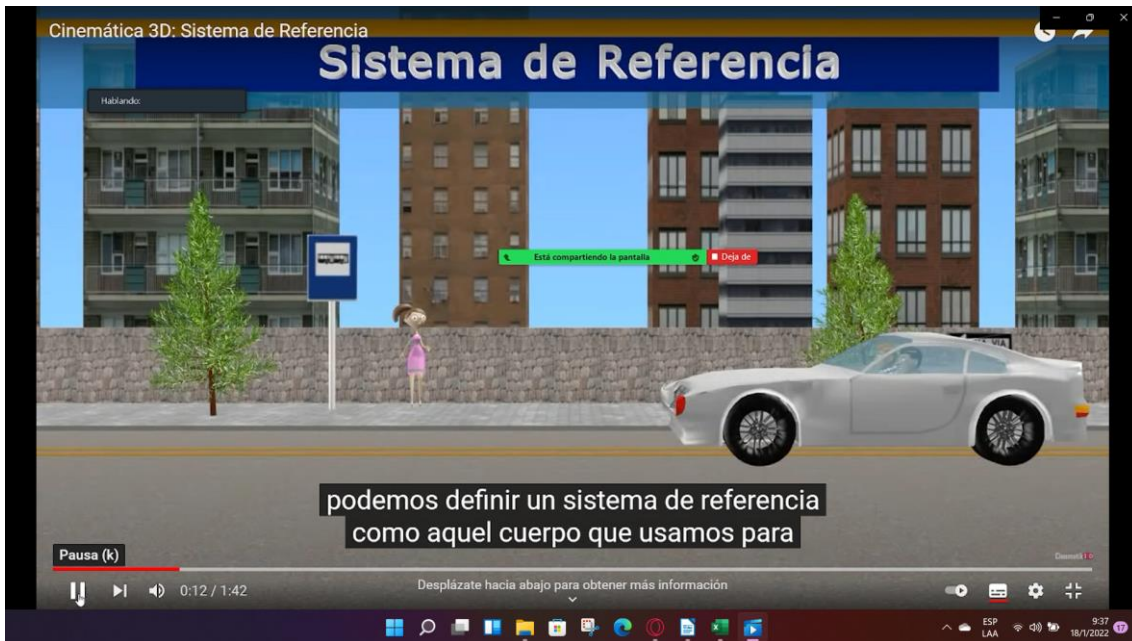 Cinemática 3D: Sistema de Referencia
Sistema de Referencia
Hablando:
Está compartiendo la pantalla
Deja de
podemos definir un sistema de referencia
como aquel cuerpo que usamos para
Pausa (k)
0:12 / 1:42
Desplázate hacia abajo para obtener más información
ESP
LAA
9:37
18/1/2022
17